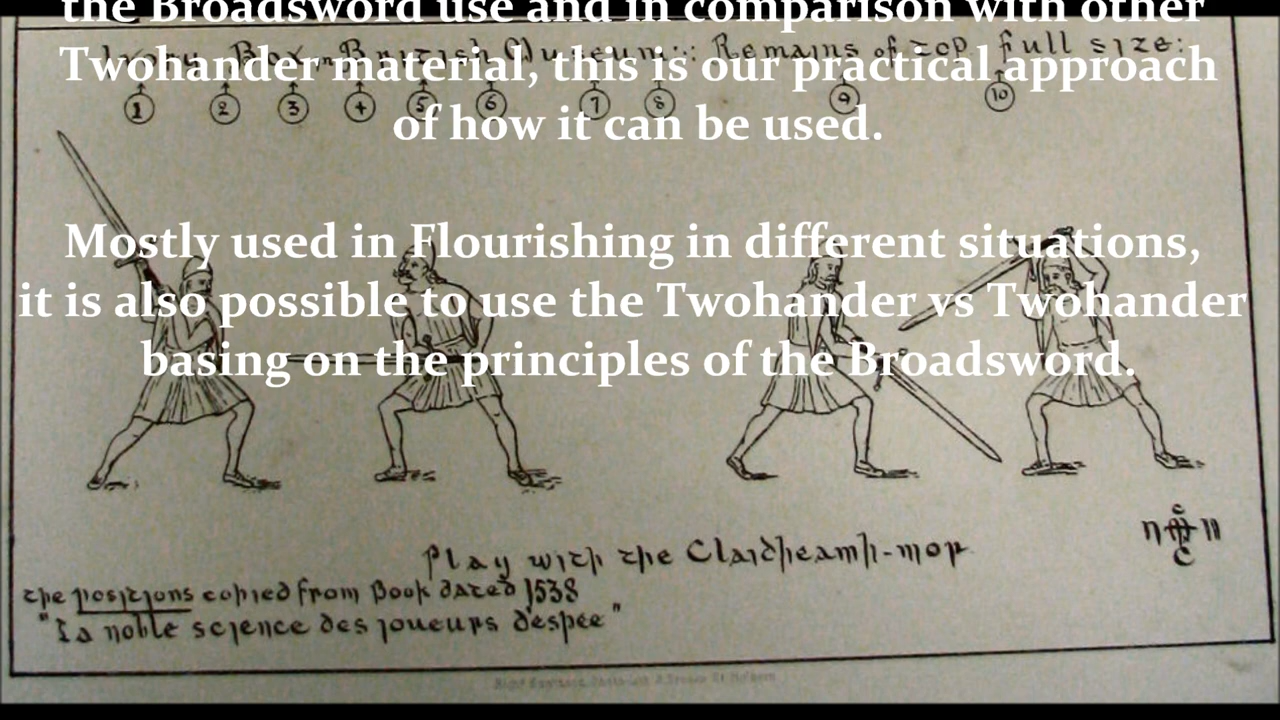 the Broadsword use and in comparison with other
Ivory Box in British Museum: Remains of top full size:
Twohander material, this is our practical approach
1 2 3 4 5 6 7 8 9 10
of how it can be used.
Mostly used in Flourishing in different situations,
it is also possible to use the Twohander vs Twohander
basing on the principles of the Broadsword.
Play with the Claidheamh-mor
the positions copied from Book dated 1538
"La noble science des joueurs d'espee"